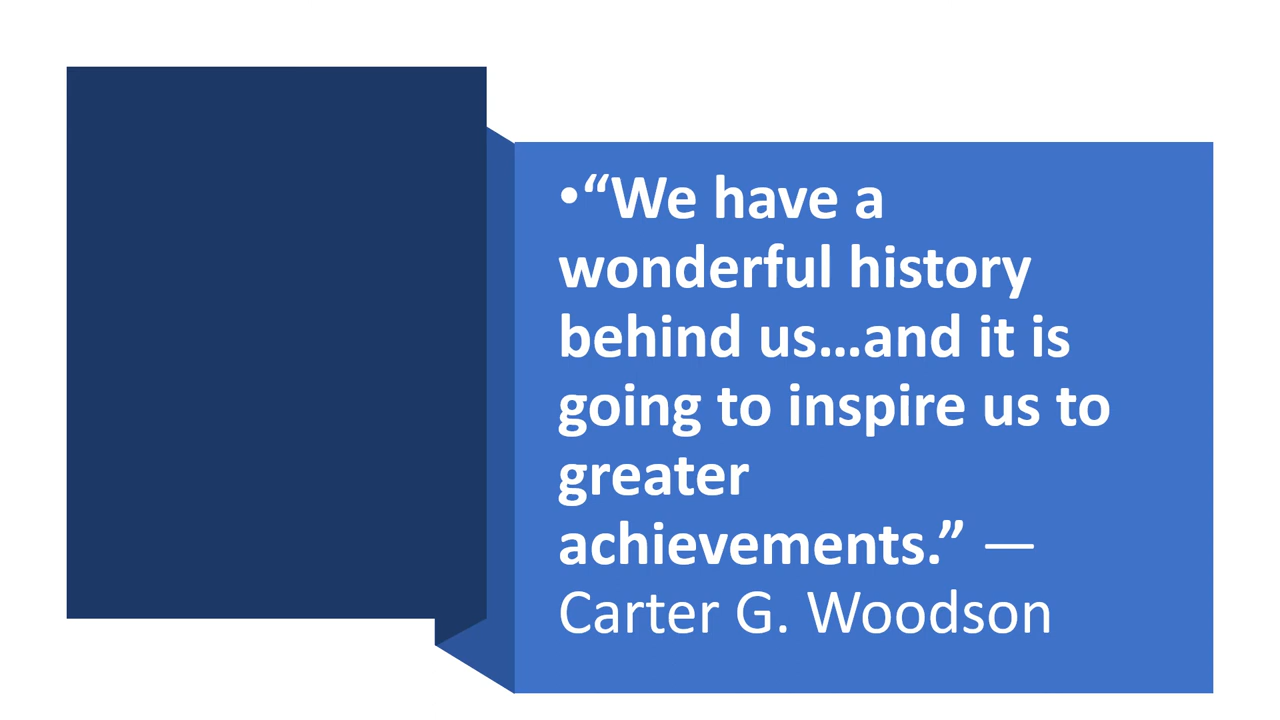 •“We have a
wonderful history
behind us…and it is
going to inspire us to
greater
achievements.” —
Carter G. Woodson